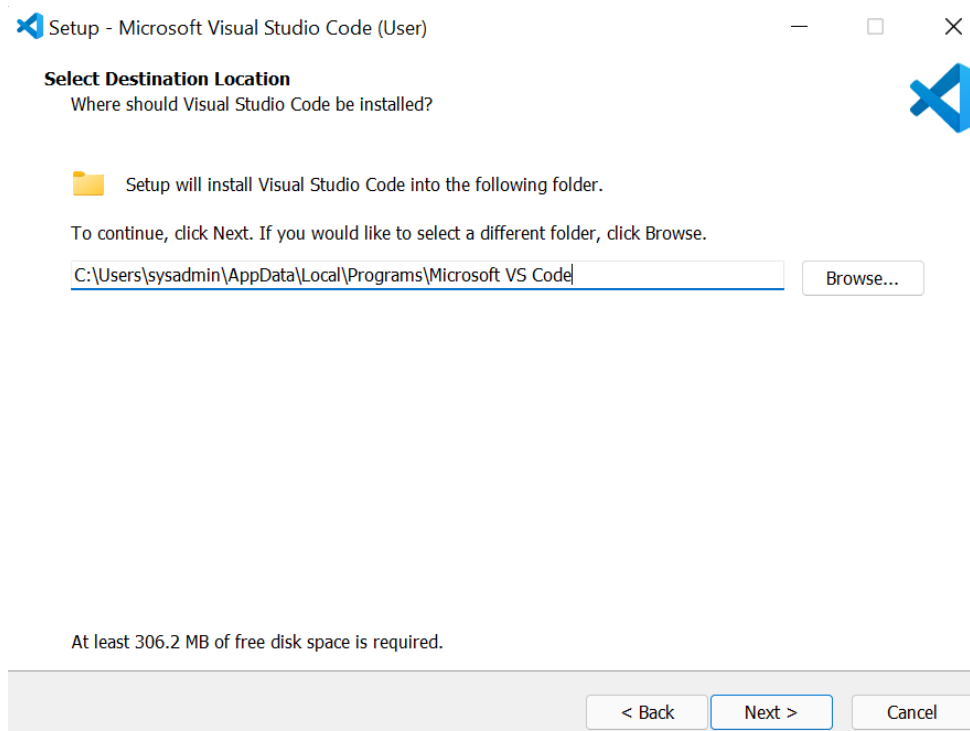 Setup - Microsoft Visual Studio Code (User)
Select Destination Location
Where should Visual Studio Code be installed?
Setup will install Visual Studio Code into the following folder.
To continue, click Next. If you would like to select a different folder, click Browse.
C:\Users\sysadmin\AppData\Local\Programs\Microsoft VS Code
Browse...
At least 306.2 MB of free disk space is required.
< Back
Next >
Cancel